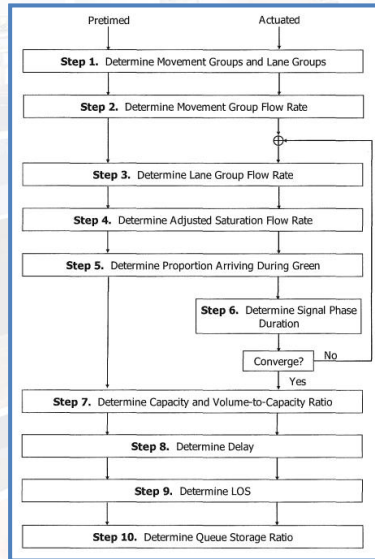 Pretimed Actuated
Step 1. Determine Movement Groups and Lane Groups
Step 2. Determine Movement Group Flow Rate
Step 3. Determine Lane Group Flow Rate
Step 4. Determine Adjusted Saturation Flow Rate
Step 5. Determine Proportion Arriving During Green
Step 6. Determine Signal Phase
Duration
Converge? No
Yes
Step 7. Determine Capacity and Volume-to-Capacity Ratio
Step 8. Determine Delay
Step 9. Determine LOS
Step 10. Determine Queue Storage Ratio